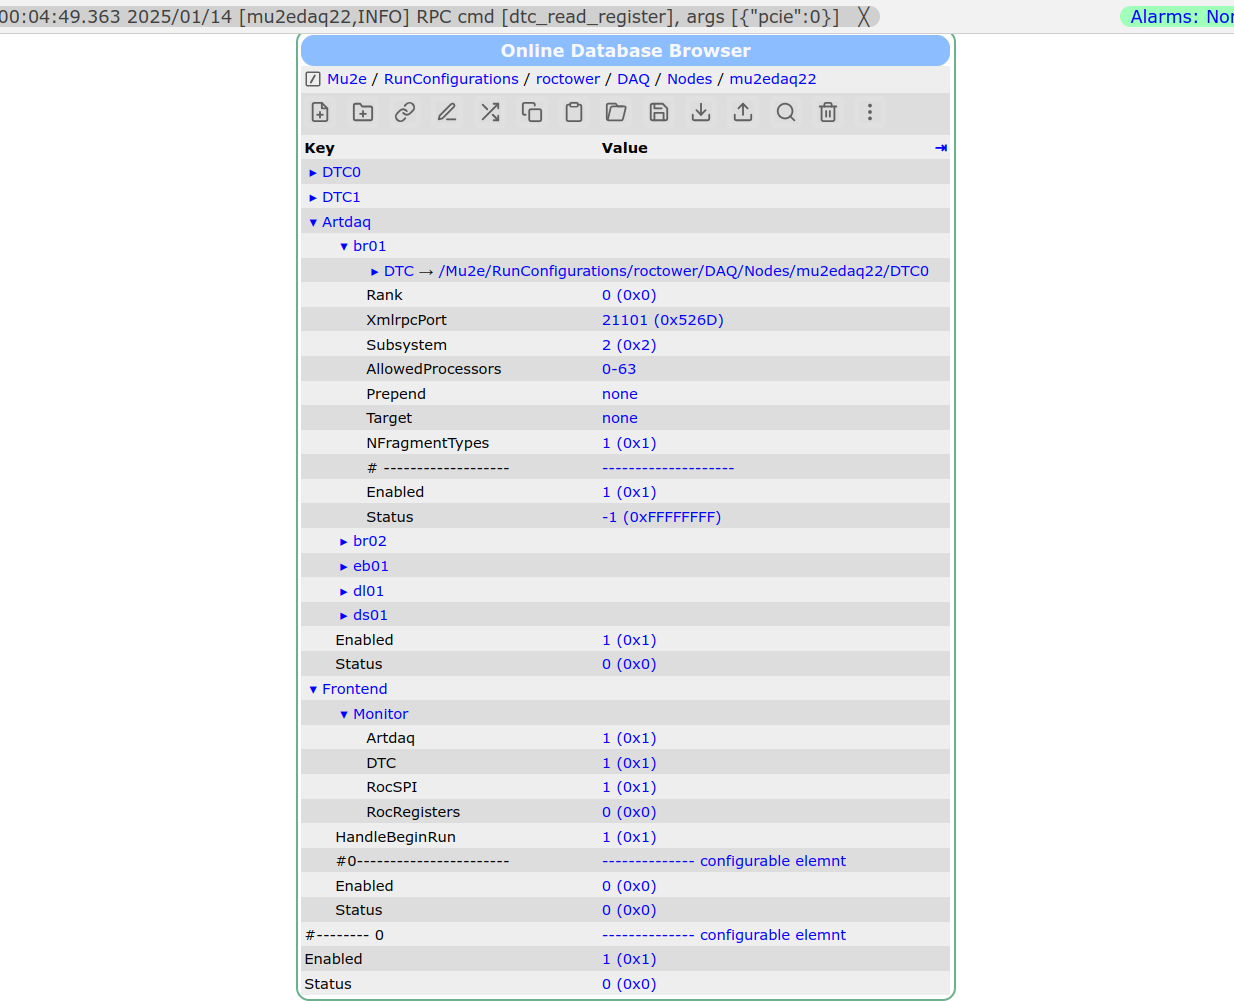 00:04:49.363 2025/01/14 [mu2edaq22,INFO] RPC cmd [dtc_read_register], args [{"pcie":0}] ╳
Alarms: Nor
Online Database Browser
Mu2e / RunConfigurations / roctower / DAQ / Nodes / mu2edaq22
Key Value ⇥
▸ DTC0
▸ DTC1
▾ Artdaq
▾ br01
▸ DTC → /Mu2e/RunConfigurations/roctower/DAQ/Nodes/mu2edaq22/DTC0
Rank 0 (0x0)
XmlrpcPort 21101 (0x526D)
Subsystem 2 (0x2)
AllowedProcessors 0-63
Prepend none
Target none
NFragmentTypes 1 (0x1)
# ------------------- --------------------
Enabled 1 (0x1)
Status -1 (0xFFFFFFFF)
▸ br02
▸ eb01
▸ dl01
▸ ds01
Enabled 1 (0x1)
Status 0 (0x0)
▾ Frontend
▾ Monitor
Artdaq 1 (0x1)
DTC 1 (0x1)
RocSPI 1 (0x1)
RocRegisters 0 (0x0)
HandleBeginRun 1 (0x1)
#0----------------------- -------------- configurable elemnt
Enabled 0 (0x0)
Status 0 (0x0)
#-------- 0 -------------- configurable elemnt
Enabled 1 (0x1)
Status 0 (0x0)